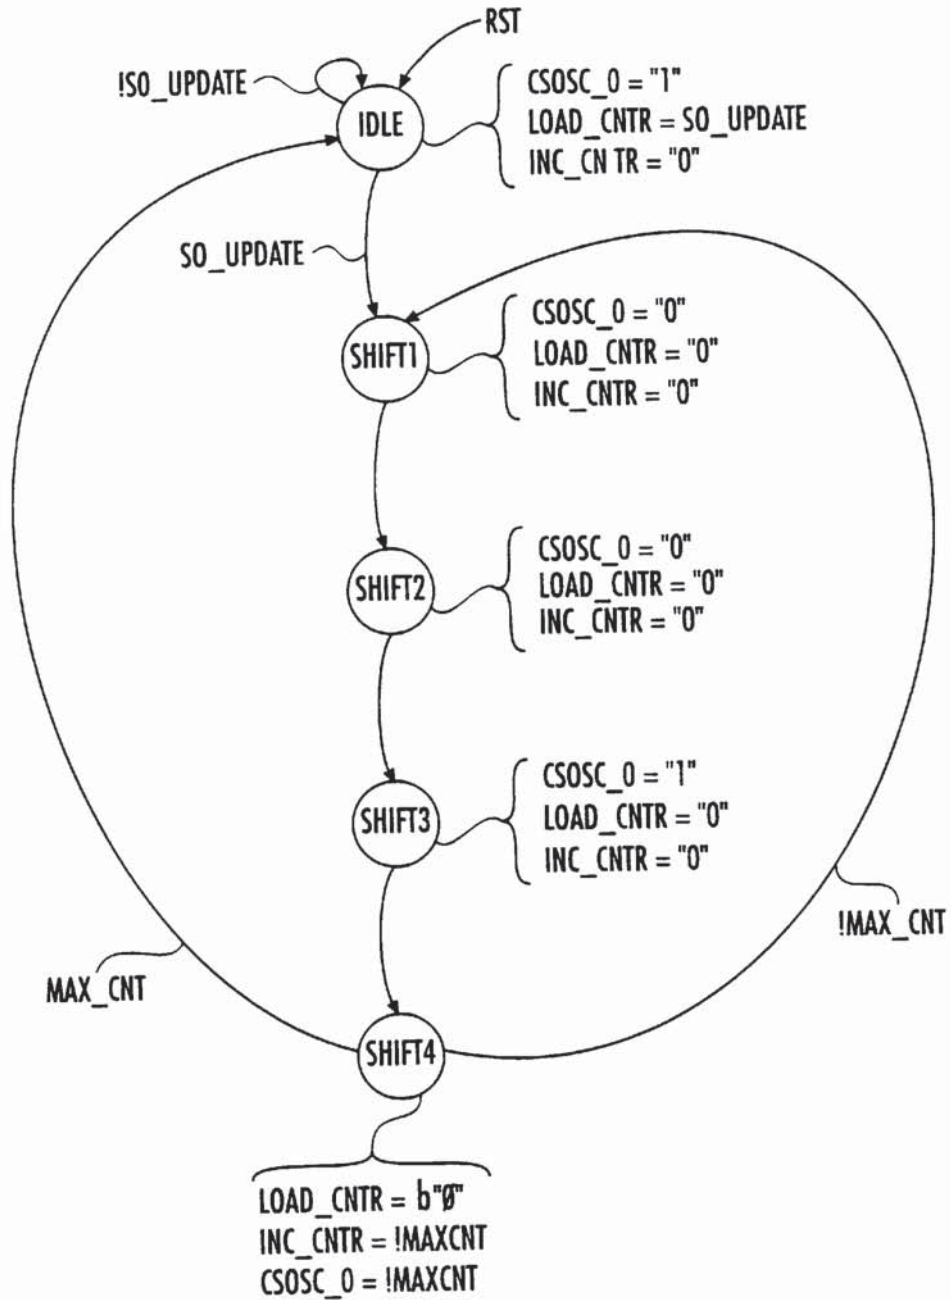 RST
!SO_UPDATE
IDLE
CSOSC_0 = "1"
LOAD_CNTR = SO_UPDATE
INC_CN TR = "0"
SO_UPDATE
SHIFT1
CSOSC_0 = "0"
LOAD_CNTR = "0"
INC_CNTR = "0"
SHIFT2
CSOSC_0 = "0"
LOAD_CNTR = "0"
INC_CNTR = "0"
SHIFT3
CSOSC_0 = "1"
LOAD_CNTR = "0"
INC_CNTR = "0"
!MAX_CNT
MAX_CNT
SHIFT4
LOAD_CNTR = b"0"
INC_CNTR = !MAXCNT
CSOSC_0 = !MAXCNT